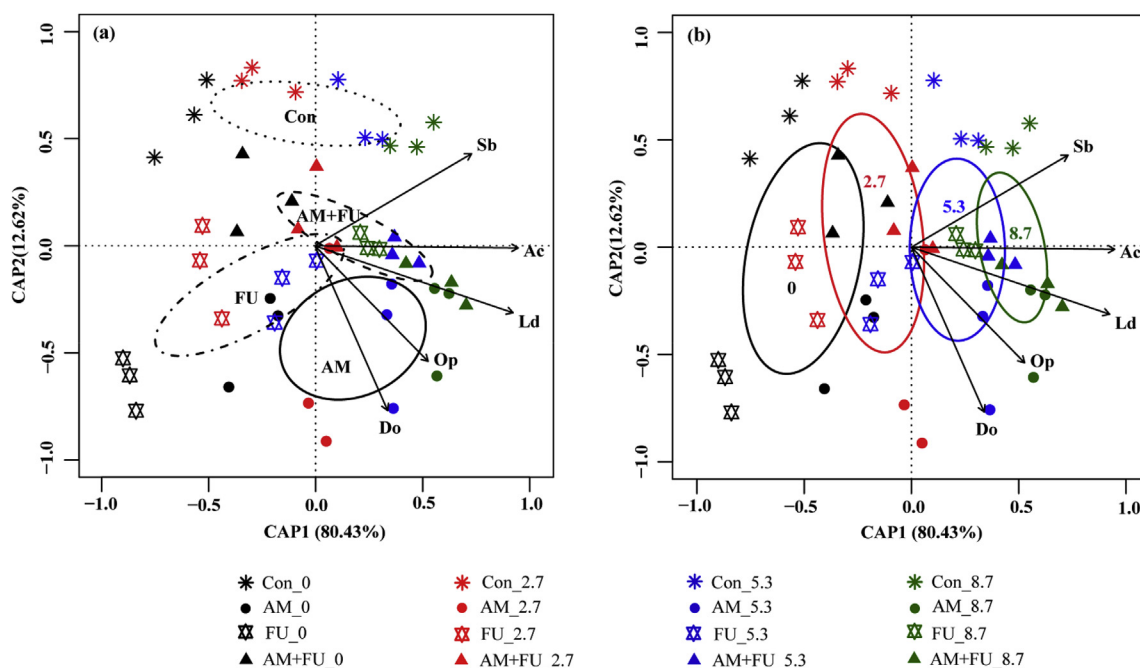 (a)
1.0
0.5
0.0
−0.5
−1.0
CAP2(12.62%)
Con
Sb
AM+FU
Ac
FU
Ld
AM
Op
Do
−1.0 −0.5 0.0 0.5 1.0
CAP1 (80.43%)
(b)
1.0
0.5
0.0
−0.5
−1.0
CAP2(12.62%)
Sb
2.7
5.3
8.7
Ac
0
Ld
Op
Do
−1.0 −0.5 0.0 0.5 1.0
CAP1 (80.43%)
Con_0 Con_2.7 Con_5.3 Con_8.7
AM_0 AM_2.7 AM_5.3 AM_8.7
FU_0 FU_2.7 FU_5.3 FU_8.7
AM+FU_0 AM+FU_2.7 AM+FU_5.3 AM+FU_8.7